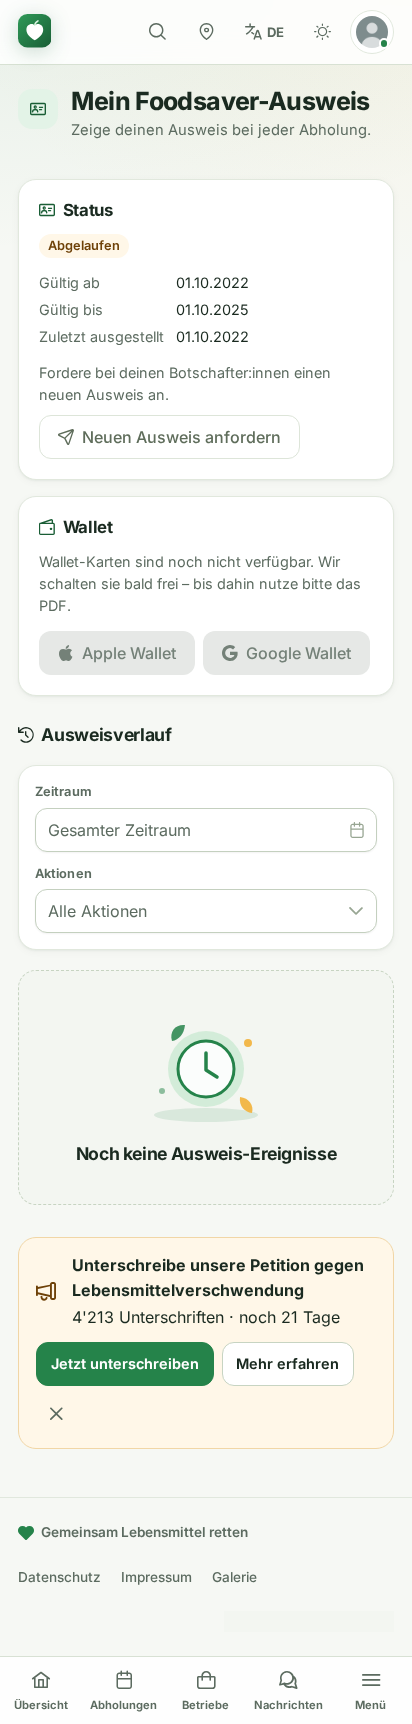 DE
Mein Foodsaver-Ausweis
Zeige deinen Ausweis bei jeder Abholung.
Status
Abgelaufen
Gültig ab 01.10.2022
Gültig bis 01.10.2025
Zuletzt ausgestellt 01.10.2022
Fordere bei deinen Botschafter:innen einen
neuen Ausweis an.
Neuen Ausweis anfordern
Wallet
Wallet-Karten sind noch nicht verfügbar. Wir
schalten sie bald frei – bis dahin nutze bitte das
PDF.
Apple Wallet Google Wallet
Ausweisverlauf
Zeitraum
Gesamter Zeitraum
Aktionen
Alle Aktionen
Noch keine Ausweis-Ereignisse
Unterschreibe unsere Petition gegen
Lebensmittelverschwendung
4'213 Unterschriften · noch 21 Tage
Jetzt unterschreiben Mehr erfahren
Gemeinsam Lebensmittel retten
Datenschutz Impressum Galerie
Übersicht Abholungen Betriebe Nachrichten Menü